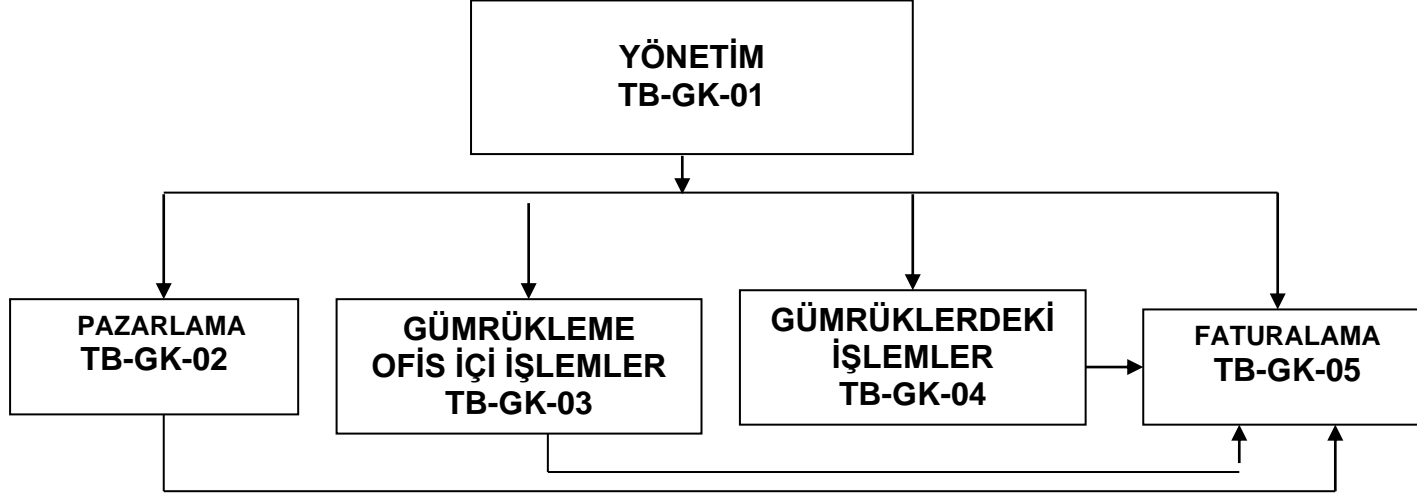 YÖNETİM
TB-GK-01
PAZARLAMA
TB-GK-02
GÜMRÜKLEME
OFİS İÇİ İŞLEMLER
TB-GK-03
GÜMRÜKLERDEKİ
İŞLEMLER
TB-GK-04
FATURALAMA
TB-GK-05